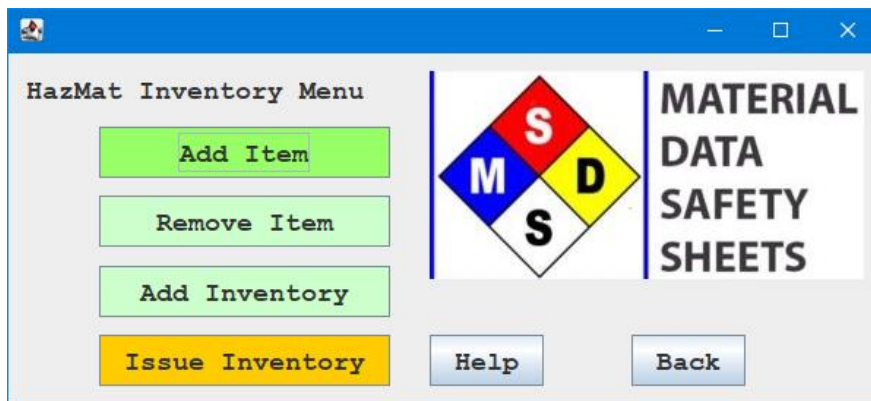 HazMat Inventory Menu
Add Item
Remove Item
Add Inventory
Issue Inventory
S
M D
S
MATERIAL
DATA
SAFETY
SHEETS
Help
Back